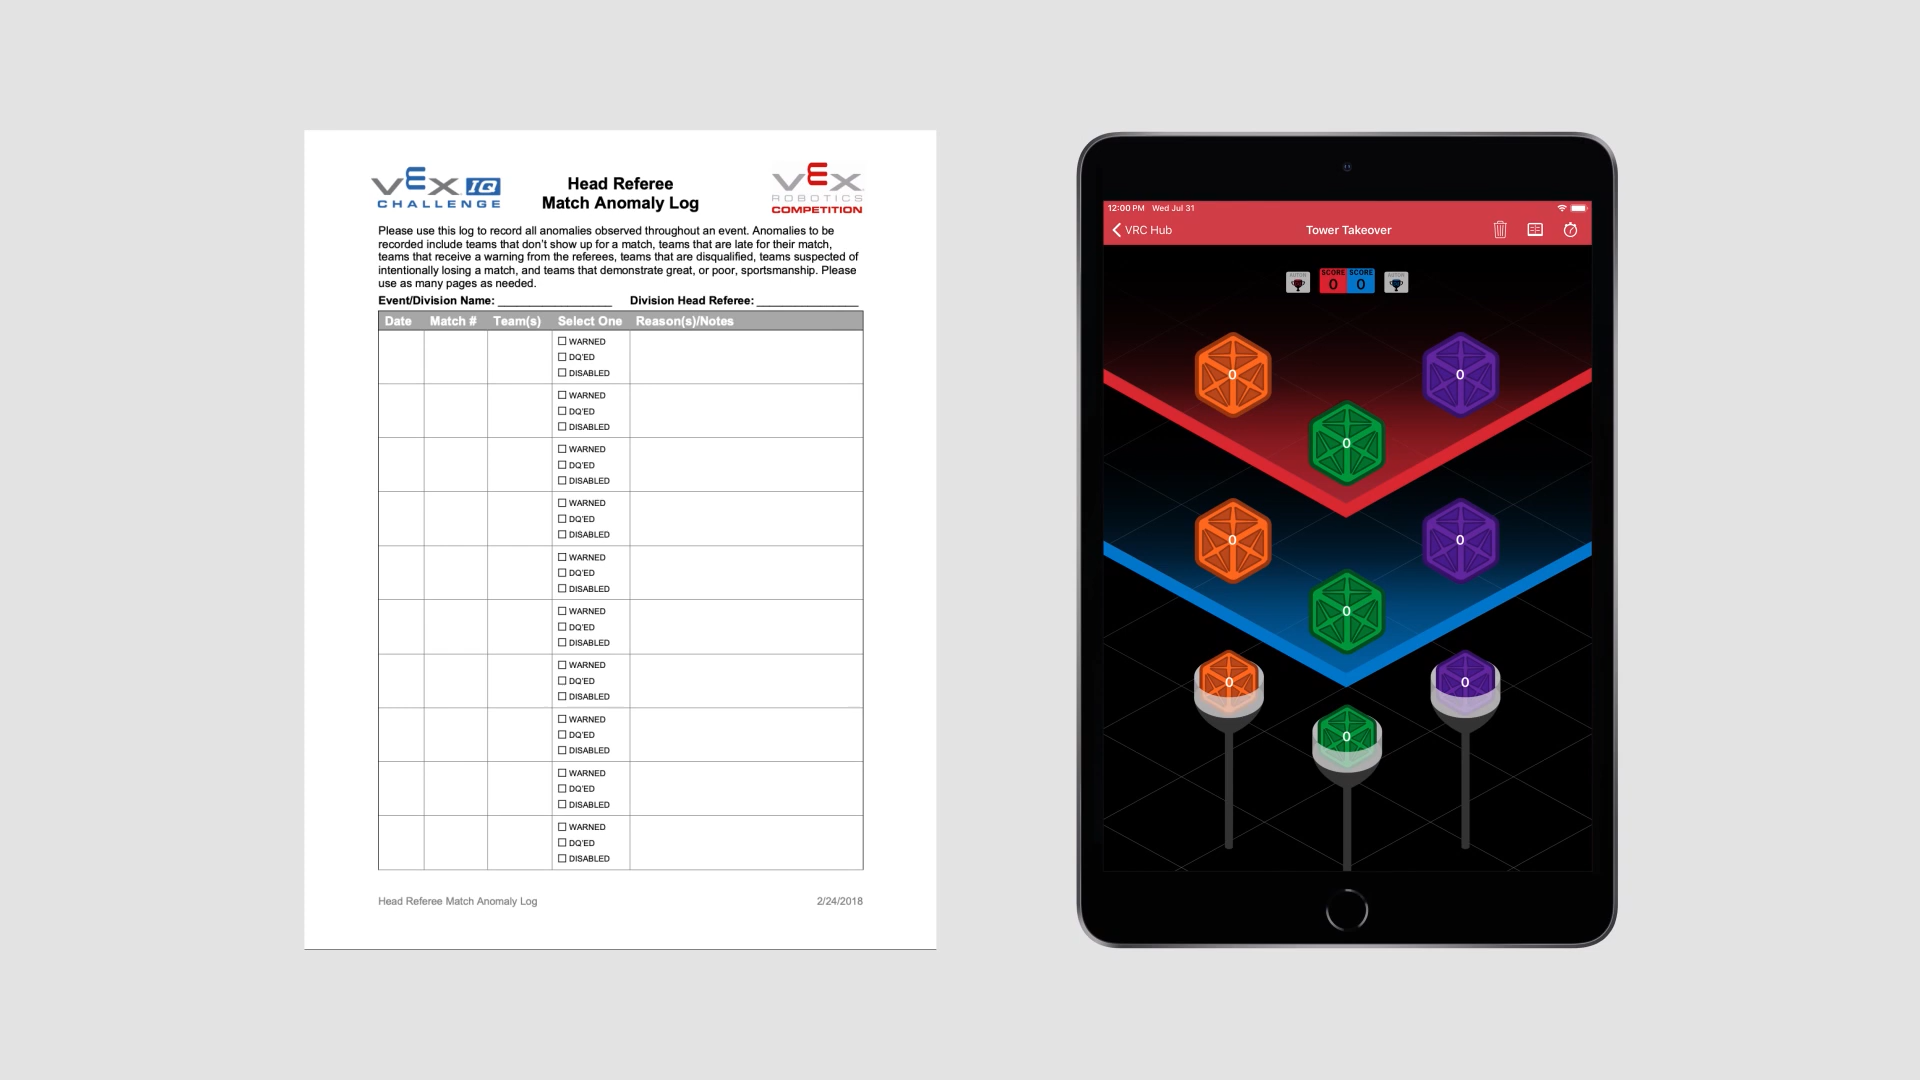 VEX IQ
CHALLENGE
Head Referee
Match Anomaly Log
VEX
ROBOTICS
COMPETITION
Please use this log to record all anomalies observed throughout an event. Anomalies to be
recorded include teams that don't show up for a match, teams that are late for their match,
teams that receive a warning from the referees, teams that are disqualified, teams suspected of
intentionally losing a match, and teams that demonstrate great, or poor, sportsmanship. Please
use as many pages as needed.
Event/Division Name: __________________ Division Head Referee: ________________
Date Match # Team(s) Select One Reason(s)/Notes
☐ WARNED
☐ DQ'ED
☐ DISABLED
☐ WARNED
☐ DQ'ED
☐ DISABLED
☐ WARNED
☐ DQ'ED
☐ DISABLED
☐ WARNED
☐ DQ'ED
☐ DISABLED
☐ WARNED
☐ DQ'ED
☐ DISABLED
☐ WARNED
☐ DQ'ED
☐ DISABLED
☐ WARNED
☐ DQ'ED
☐ DISABLED
☐ WARNED
☐ DQ'ED
☐ DISABLED
☐ WARNED
☐ DQ'ED
☐ DISABLED
☐ WARNED
☐ DQ'ED
☐ DISABLED
Head Referee Match Anomaly Log 2/24/2018
12:00 PM Wed Jul 31
VRC Hub Tower Takeover
AUTON SCORE SCORE AUTON
0 0
0 0
0
0 0
0
0 0
0